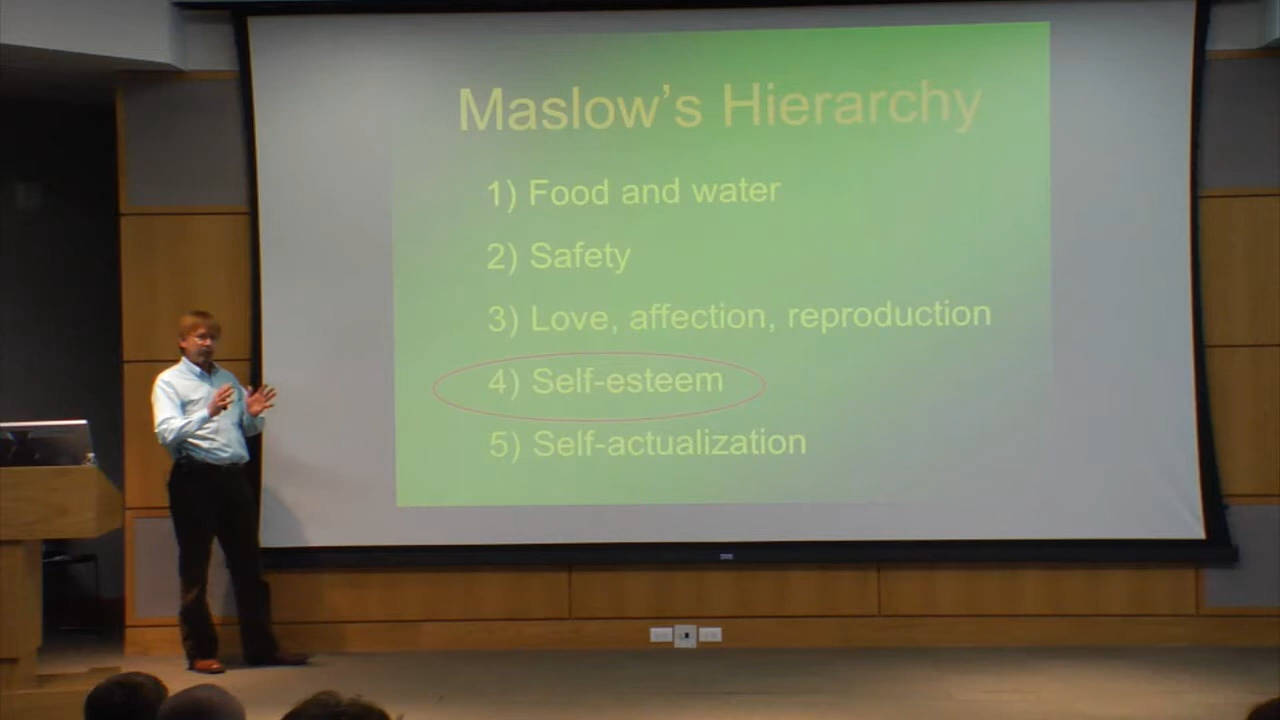 Maslow's Hierarchy
1) Food and water
2) Safety
3) Love, affection, reproduction
4) Self-esteem
5) Self-actualization